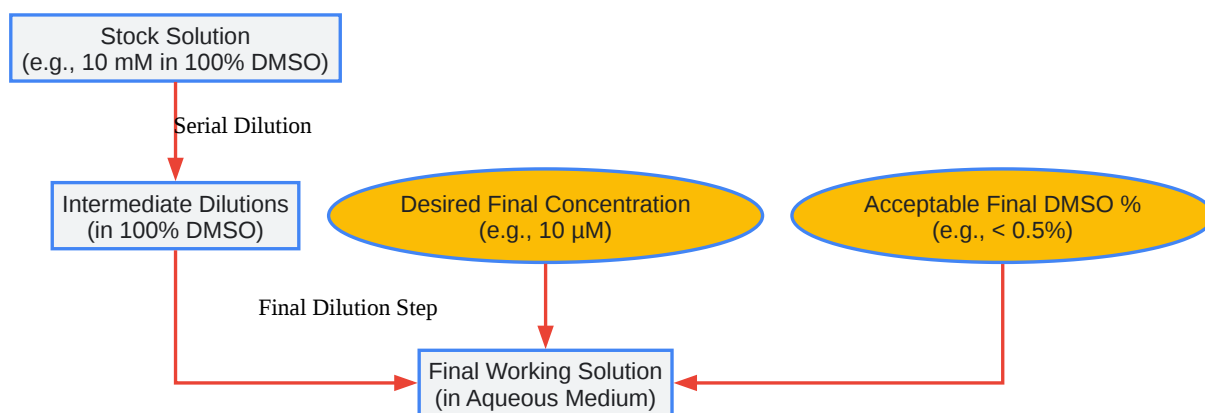 Stock Solution
(e.g., 10 mM in 100% DMSO)
Serial Dilution
Intermediate Dilutions
(in 100% DMSO)
Desired Final Concentration
(e.g., 10 µM)
Acceptable Final DMSO %
(e.g., < 0.5%)
Final Dilution Step
Final Working Solution
(in Aqueous Medium)